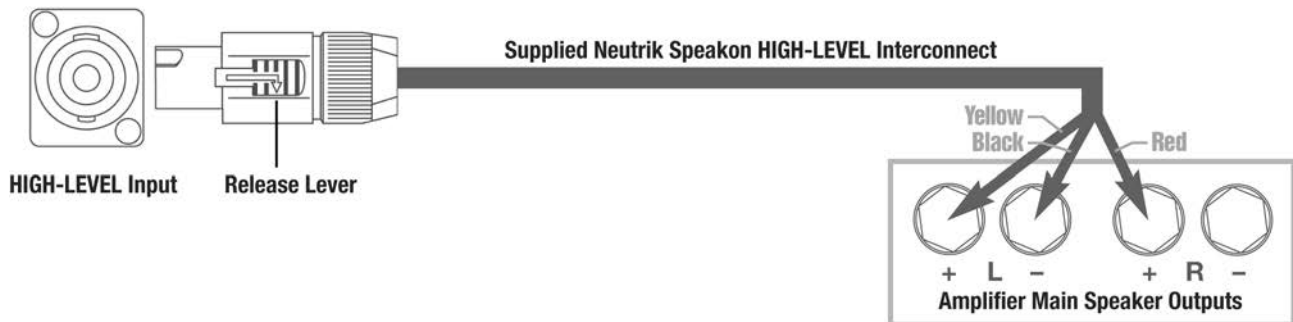 Supplied Neutrik Speakon HIGH-LEVEL Interconnect
HIGH-LEVEL Input
Release Lever
Yellow
Black
Red
+ L - + R -
Amplifier Main Speaker Outputs